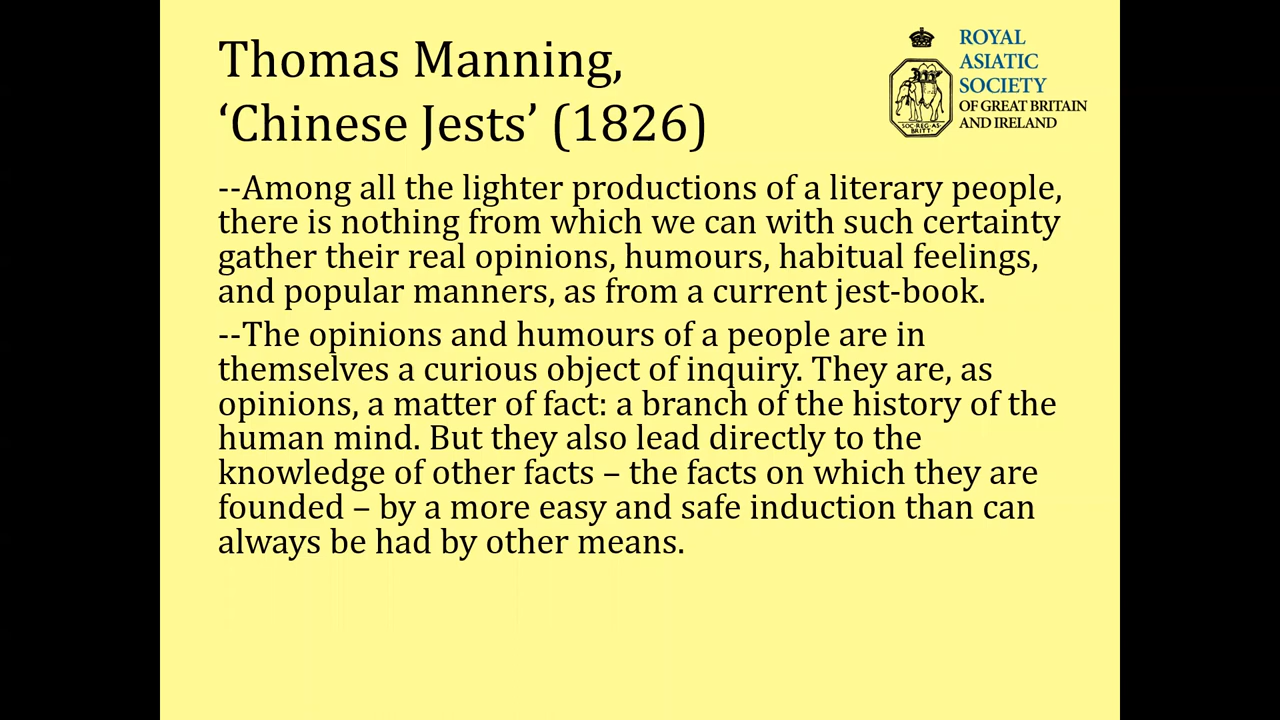 Thomas Manning,
‘Chinese Jests’ (1826)
ROYAL
ASIATIC
SOCIETY
OF GREAT BRITAIN
AND IRELAND
SOC·REG·AS·
BRITT·
--Among all the lighter productions of a literary people,
there is nothing from which we can with such certainty
gather their real opinions, humours, habitual feelings,
and popular manners, as from a current jest-book.
--The opinions and humours of a people are in
themselves a curious object of inquiry. They are, as
opinions, a matter of fact: a branch of the history of the
human mind. But they also lead directly to the
knowledge of other facts – the facts on which they are
founded – by a more easy and safe induction than can
always be had by other means.